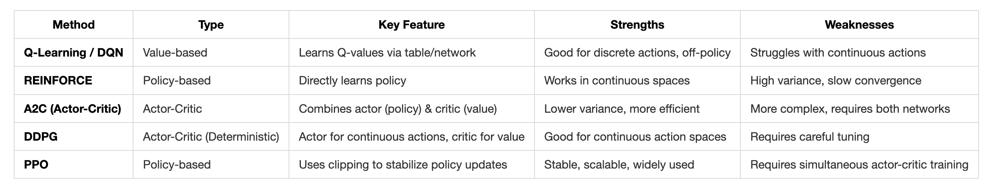 Method Type Key Feature Strengths Weaknesses
Q-Learning / DQN Value-based Learns Q-values via table/network Good for discrete actions, off-policy Struggles with continuous actions
REINFORCE Policy-based Directly learns policy Works in continuous spaces High variance, slow convergence
A2C (Actor-Critic) Actor-Critic Combines actor (policy) & critic (value) Lower variance, more efficient More complex, requires both networks
DDPG Actor-Critic (Deterministic) Actor for continuous actions, critic for value Good for continuous action spaces Requires careful tuning
PPO Policy-based Uses clipping to stabilize policy updates Stable, scalable, widely used Requires simultaneous actor-critic training